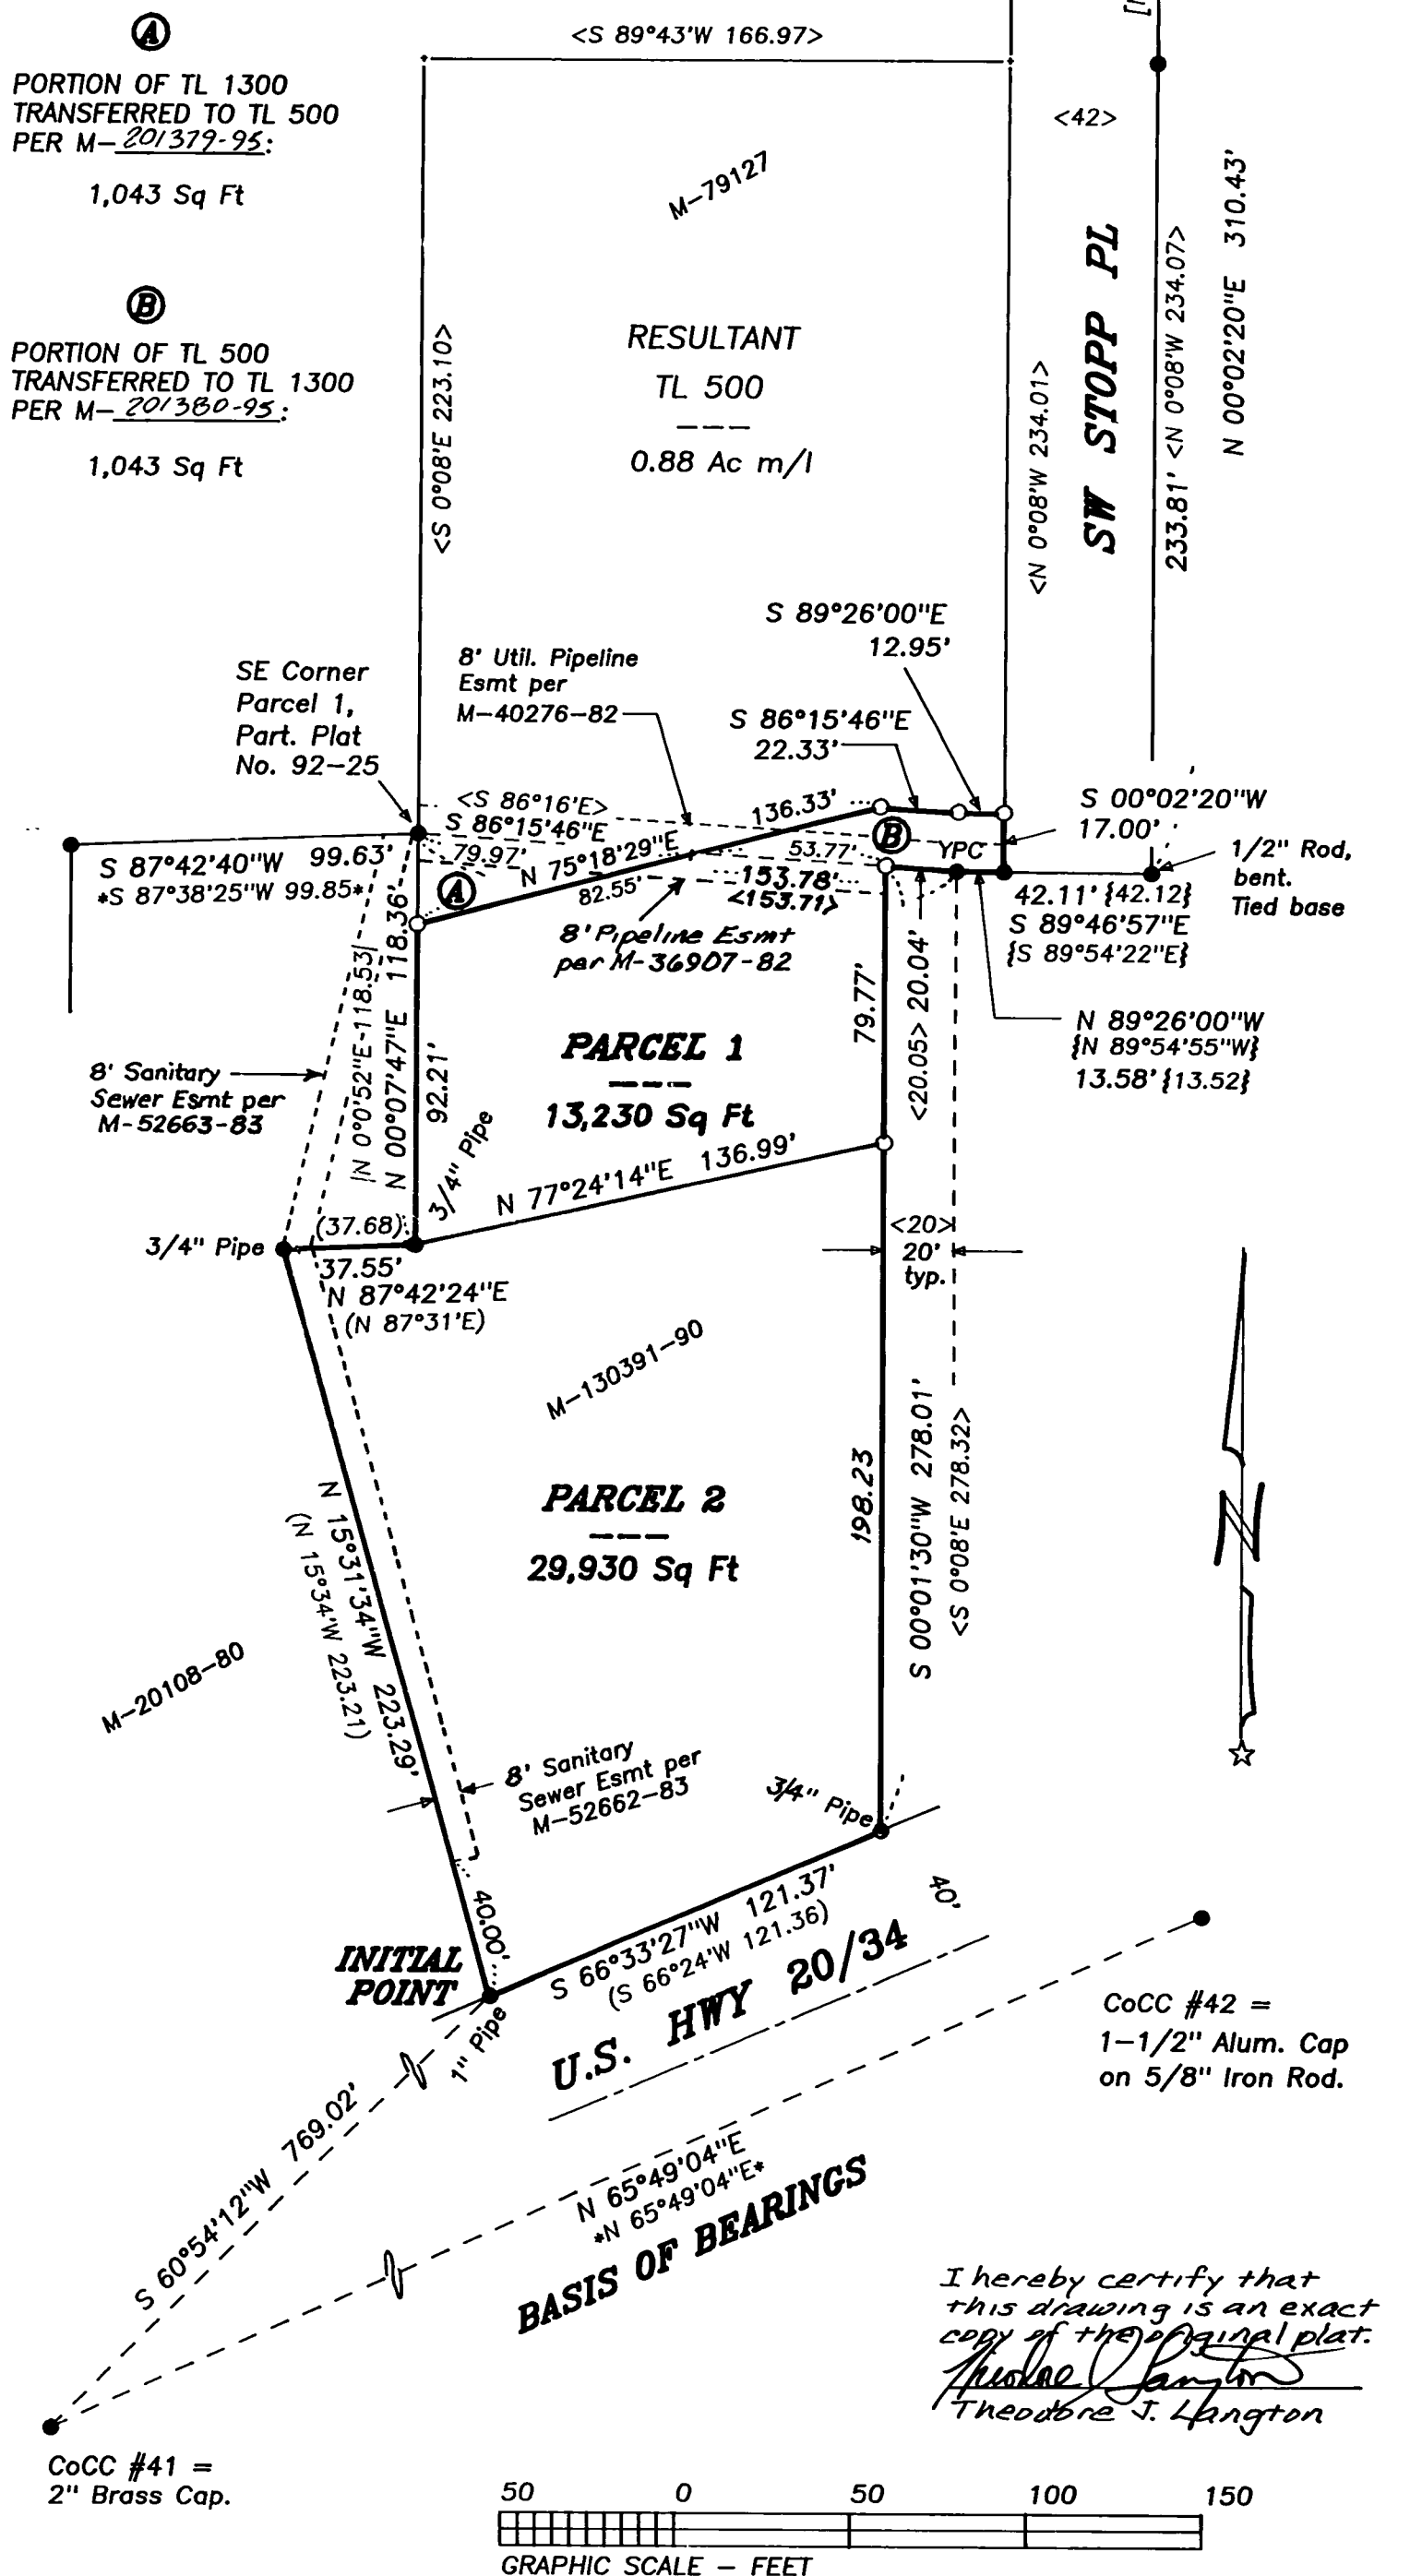 A
PORTION OF TL 1300
TRANSFERRED TO TL 500
PER M-201379-95:
1,043 Sq Ft
B
PORTION OF TL 500
TRANSFERRED TO TL 1300
PER M-201380-95:
1,043 Sq Ft
<S 89°43'W 166.97>
<42>
M-79127
RESULTANT
TL 500
0.88 Ac m/l
<S 0°08'E 223.10>
<N 0°08'W 234.01>
SW STOPP PL
233.81' <N 0°08'W 234.07>
N 00°02'20"E 310.43'
SE Corner
Parcel 1,
Part. Plat
No. 92-25
8' Util. Pipeline
Esmt per
M-40276-82
S 89°26'00"E
12.95'
S 86°15'46"E
22.33'
S 00°02'20"W
17.00'
1/2" Rod,
bent.
Tied base
<S 86°16'E>
S 86°15'46"E
136.33'
79.97'
N 75°18'29"E
82.55'
53.77'
153.78'
<153.71>
A
B
YPC
S 87°42'40"W 99.63'
*S 87°38'25"W 99.85*
42.11' {42.12}
S 89°46'57"E
{S 89°54'22"E}
N 89°26'00"W
{N 89°54'55"W}
13.58' {13.52}
8' Pipeline Esmt
per M-36907-82
|N 0°0'52"E-118.53|
N 00°07'47"E 118.36'
92.21'
79.77'
<20.05> 20.04'
PARCEL 1
13,230 Sq Ft
8' Sanitary
Sewer Esmt per
M-52663-83
3/4" Pipe
N 77°24'14"E 136.99'
3/4" Pipe
(37.68)
37.55'
N 87°42'24"E
(N 87°31'E)
<20>
20'
typ.
M-130391-90
PARCEL 2
29,930 Sq Ft
198.23
S 00°01'30"W 278.01'
<S 0°08'E 278.32>
N 15°31'34"W 223.29'
(N 15°34'W 223.21)
M-20108-80
8' Sanitary
Sewer Esmt per
M-52662-83
3/4" Pipe
40.00'
INITIAL
POINT
1" Pipe
S 66°33'27"W 121.37'
(S 66°24'W 121.36)
40'
U.S. HWY 20/34
N
CoCC #42 =
1-1/2" Alum. Cap
on 5/8" Iron Rod.
S 60°54'12"W 769.02'
N 65°49'04"E
*N 65°49'04"E*
BASIS OF BEARINGS
I hereby certify that
this drawing is an exact
copy of the original plat.
Theodore J. Langton
Theodore J. Langton
CoCC #41 =
2" Brass Cap.
50 0 50 100 150
GRAPHIC SCALE - FEET